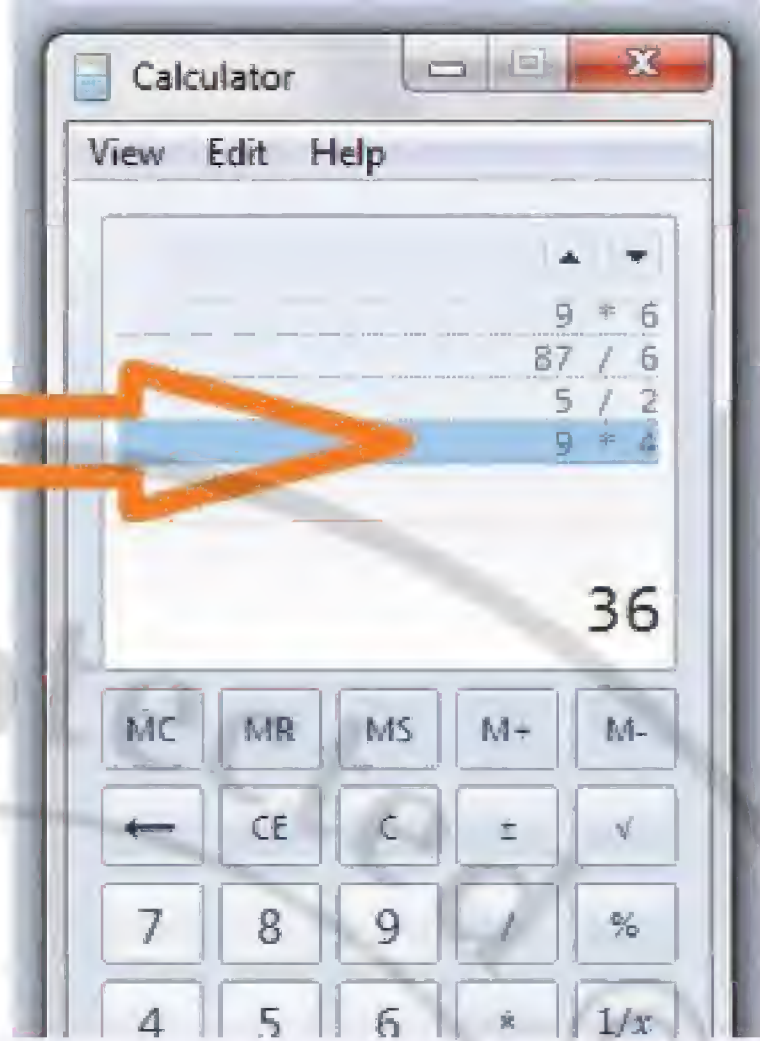 Calculator
View Edit Help
9 * 6
87 / 6
5 / 2
9 * 4
36
MC MR MS M+ M-
← CE C ± √
7 8 9 / %
4 5 6 * 1/x